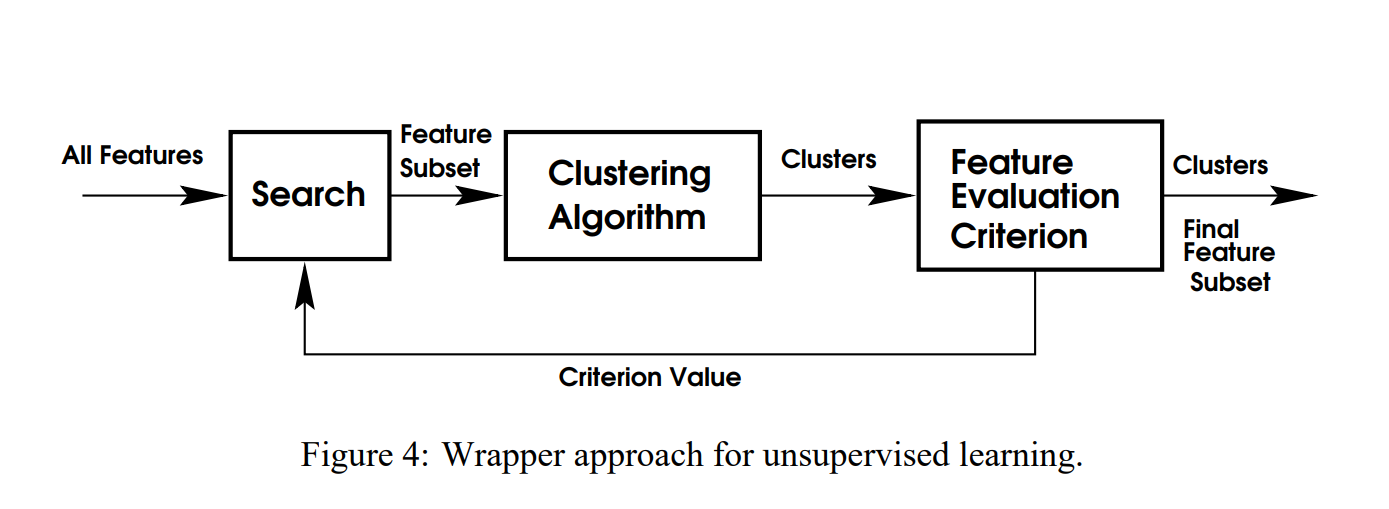 All Features
Search
Feature
Subset
Clustering
Algorithm
Clusters
Feature
Evaluation
Criterion
Clusters
Final
Feature
Subset
Criterion Value
Figure 4: Wrapper approach for unsupervised learning.